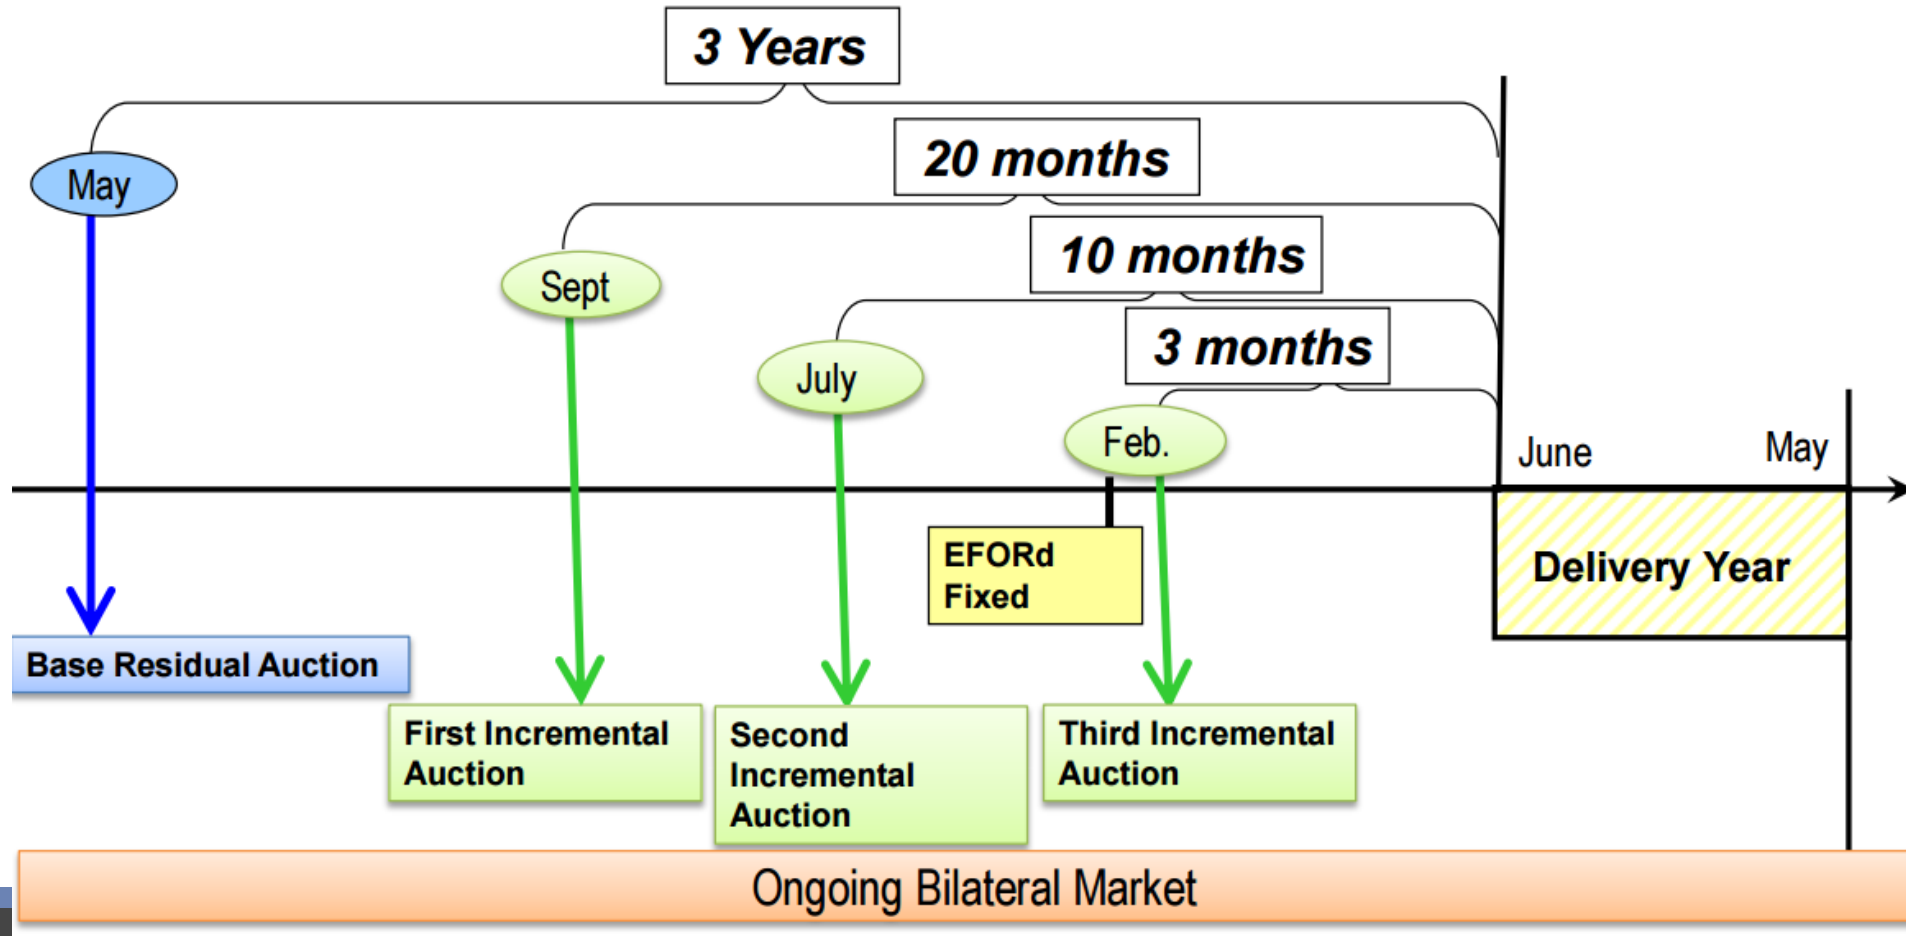 3 Years
20 months
May
10 months
Sept
3 months
July
Feb.
June
May
EFORd
Fixed
Delivery Year
Base Residual Auction
First Incremental
Auction
Second
Incremental
Auction
Third Incremental
Auction
Ongoing Bilateral Market